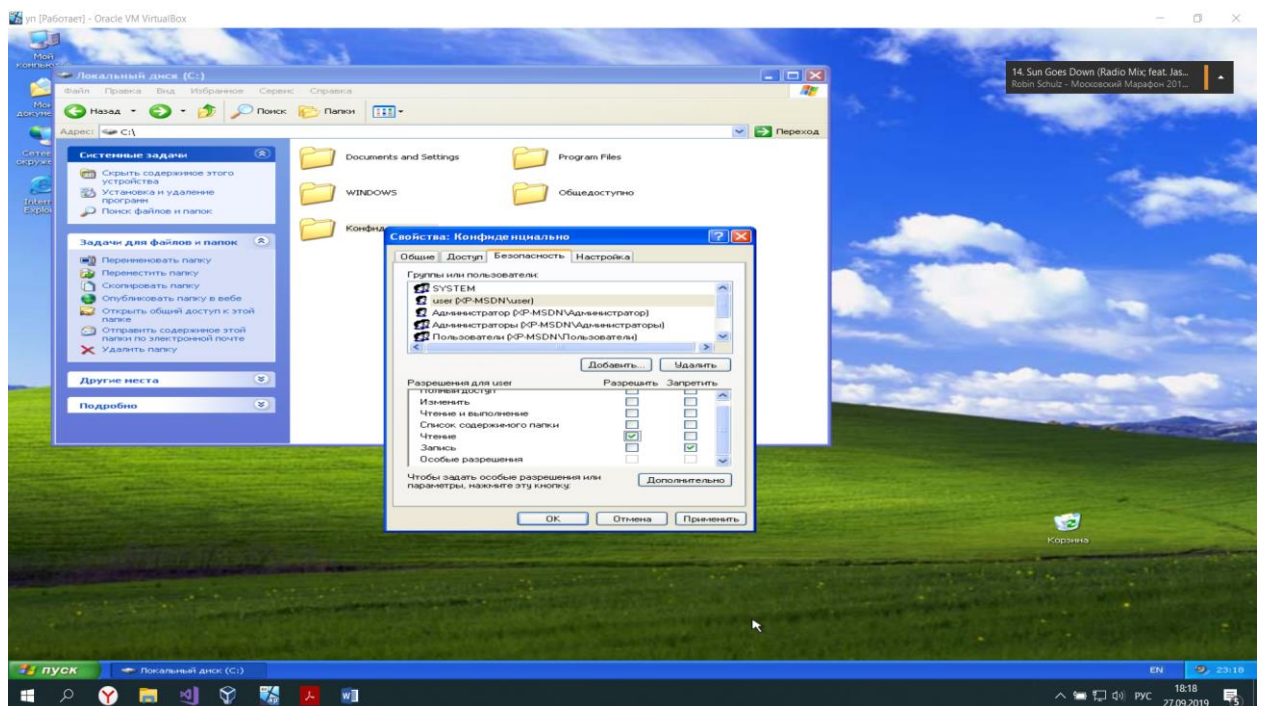 уп [Работает] - Oracle VM VirtualBox
Мой
Локальный диск (C:)
Файл Правка Вид Избранное Сервис Справка
Назад Поиск Папки
Адрес: C:\ Переход
14. Sun Goes Down (Radio Mix; feat. Jas...
Robin Schulz - Московский Марафон 201...
Системные задачи
Скрыть содержимое этого
устройства
Установка и удаление
программ
Поиск файлов и папок
Documents and Settings
Program Files
WINDOWS
Общедоступно
Задачи для файлов и папок
Переименовать папку
Переместить папку
Скопировать папку
Опубликовать папку в вебе
Открыть общий доступ к этой
папке
Отправить содержимое этой
папки по электронной почте
Удалить папку
Другие места
Подробно
Свойства: Конфиденциально
Общие Доступ Безопасность Настройка
Группы или пользователи:
SYSTEM
user (XP-MSDN\user)
Администратор (XP-MSDN\Администратор)
Администраторы (XP-MSDN\Администраторы)
Пользователи (XP-MSDN\Пользователи)
Добавить... Удалить
Разрешения для user Разрешить Запретить
Полный доступ
Изменить
Чтение и выполнение
Список содержимого папки
Чтение
Запись
Особые разрешения
Чтобы задать особые разрешения или
параметры, нажмите эту кнопку:
Дополнительно
OK Отмена Применить
Корзина
пуск Локальный диск (C:) EN 23:18
РУС 18:18
27.09.2019